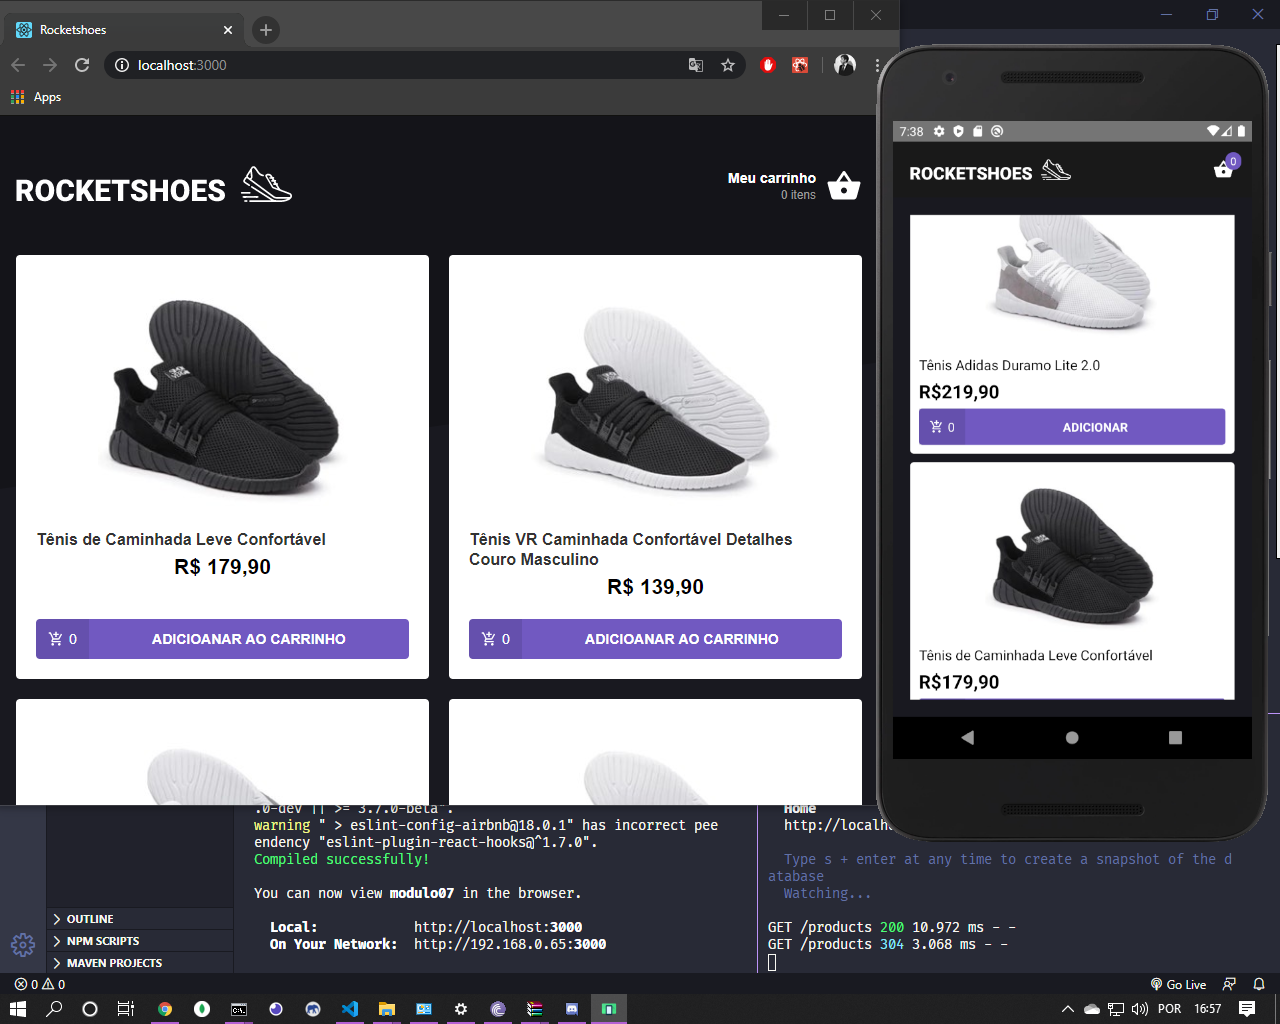 Rocketshoes
localhost:3000
Apps
ROCKETSHOES
Meu carrinho
0 itens
Tênis de Caminhada Leve Confortável
R$ 179,90
0
ADICIOANAR AO CARRINHO
Tênis VR Caminhada Confortável Detalhes
Couro Masculino
R$ 139,90
0
ADICIOANAR AO CARRINHO
7:38
ROCKETSHOES
0
Tênis Adidas Duramo Lite 2.0
R$219,90
0
ADICIONAR
Tênis de Caminhada Leve Confortável
R$179,90
.0-dev || >= 3.7.0-beta".
warning " > eslint-config-airbnb@18.0.1" has incorrect pee
endency "eslint-plugin-react-hooks@^1.7.0".
Compiled successfully!
You can now view modulo07 in the browser.
Local: http://localhost:3000
On Your Network: http://192.168.0.65:3000
Home
http://localh
Type s + enter at any time to create a snapshot of the d
atabase
Watching...
GET /products 200 10.972 ms - -
GET /products 304 3.068 ms - -
OUTLINE
NPM SCRIPTS
MAVEN PROJECTS
0 0
Go Live
POR
16:57